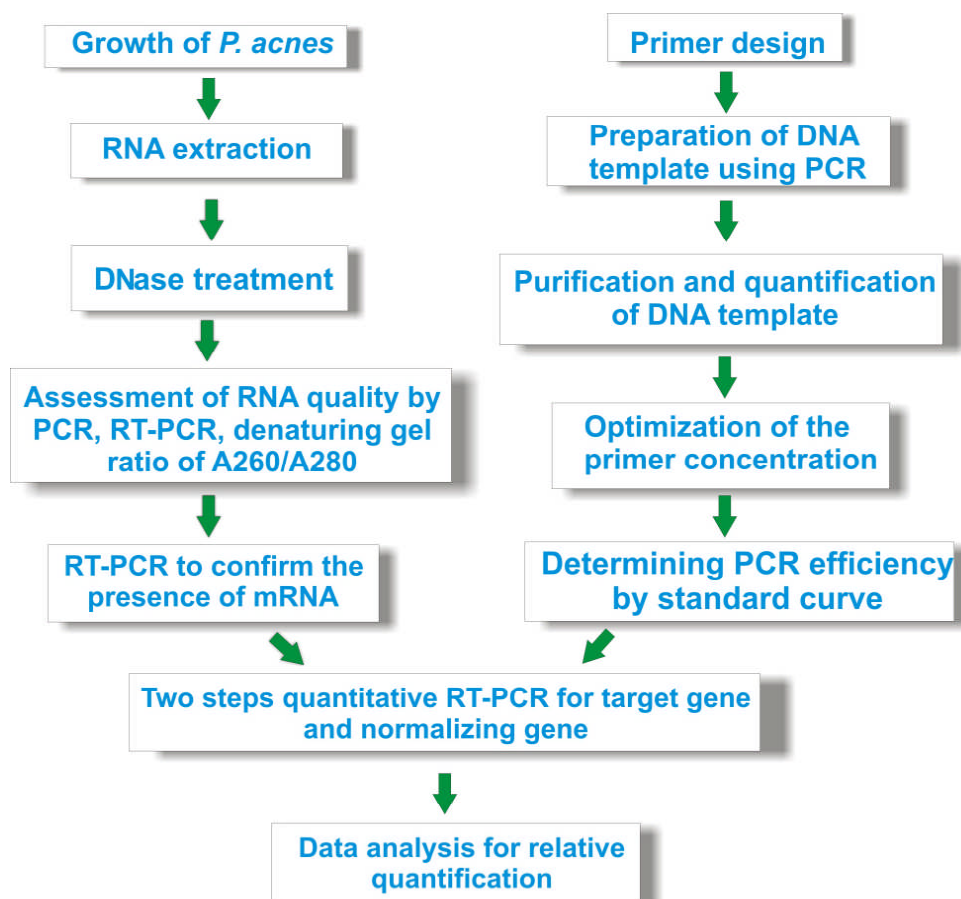 Growth of P. acnes
RNA extraction
DNase treatment
Assessment of RNA quality by
PCR, RT-PCR, denaturing gel
ratio of A260/A280
RT-PCR to confirm the
presence of mRNA
Primer design
Preparation of DNA
template using PCR
Purification and quantification
of DNA template
Optimization of the
primer concentration
Determining PCR efficiency
by standard curve
Two steps quantitative RT-PCR for target gene
and normalizing gene
Data analysis for relative
quantification